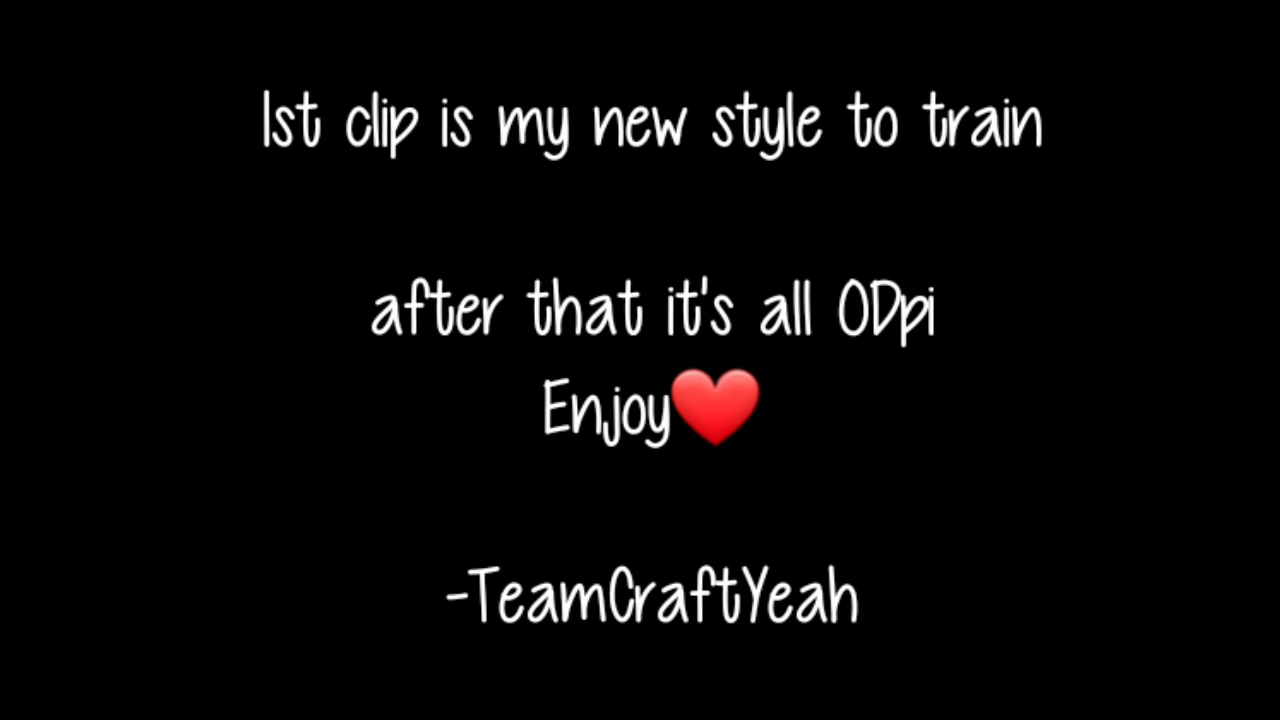 1st clip is my new style to train
after that it's all ODpi
Enjoy❤️
-TeamCraftYeah